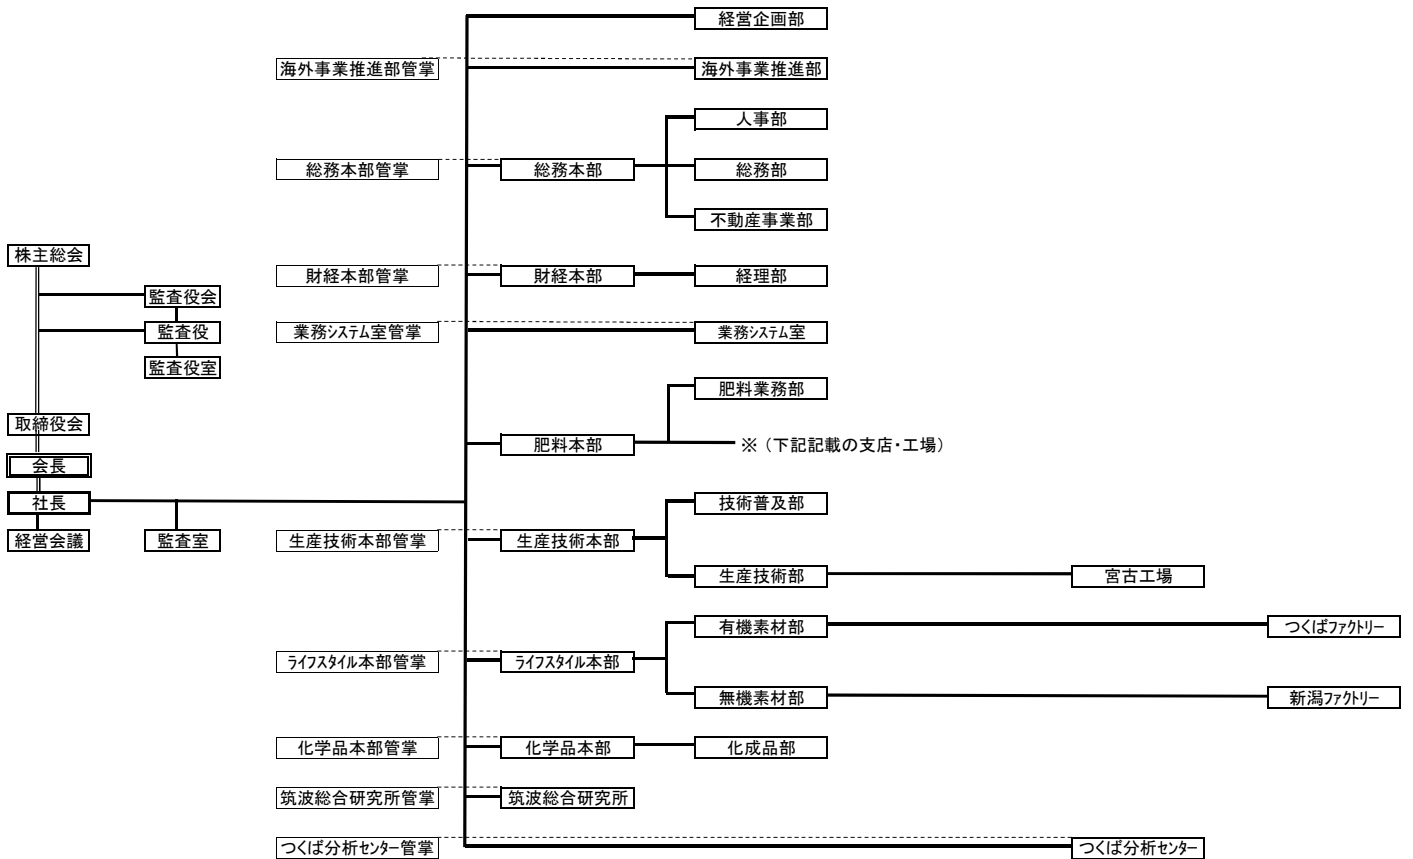 経営企画部
海外事業推進部管掌
海外事業推進部
人事部
総務本部管掌
総務本部
総務部
不動産事業部
株主総会
財経本部管掌
財経本部
経理部
監査役会
監査役
業務ｼｽﾃﾑ室管掌
業務ｼｽﾃﾑ室
監査役室
肥料業務部
取締役会
肥料本部
※（下記記載の支店・工場）
会長
社長
技術普及部
経営会議
監査室
生産技術本部管掌
生産技術本部
生産技術部
宮古工場
有機素材部
つくばﾌｧｸﾄﾘｰ
ﾗｲﾌｽﾀｲﾙ本部管掌
ﾗｲﾌｽﾀｲﾙ本部
無機素材部
新潟ﾌｧｸﾄﾘｰ
化学品本部管掌
化学品本部
化成品部
筑波総合研究所管掌
筑波総合研究所
つくば分析ｾﾝﾀｰ管掌
つくば分析ｾﾝﾀｰ